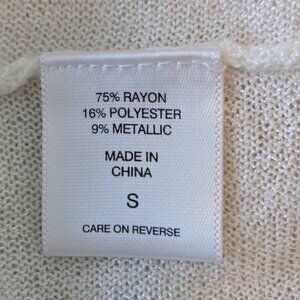 75% RAYON
16% POLYESTER
9% METALLIC
MADE IN
CHINA
S
CARE ON REVERSE